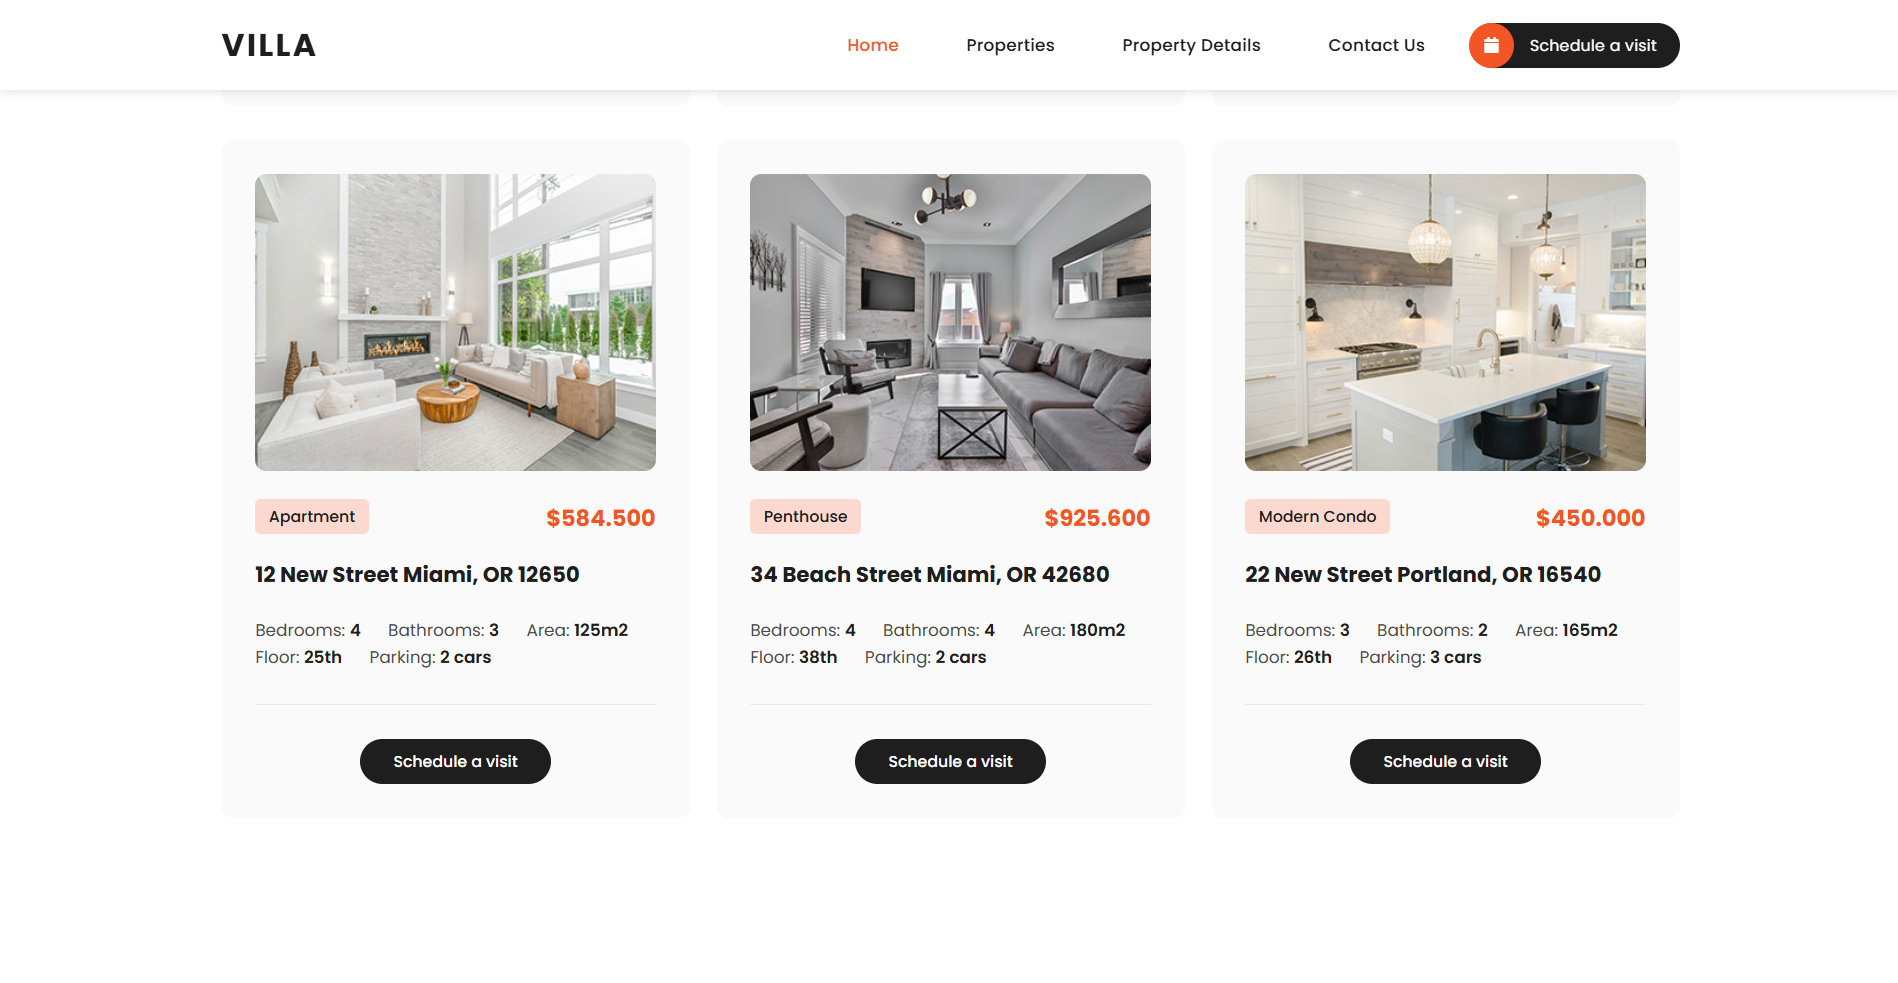 VILLA
Home
Properties
Property Details
Contact Us
Schedule a visit
Apartment
$584.500
12 New Street Miami, OR 12650
Bedrooms: 4 Bathrooms: 3 Area: 125m2
Floor: 25th Parking: 2 cars
Schedule a visit
Penthouse
$925.600
34 Beach Street Miami, OR 42680
Bedrooms: 4 Bathrooms: 4 Area: 180m2
Floor: 38th Parking: 2 cars
Schedule a visit
Modern Condo
$450.000
22 New Street Portland, OR 16540
Bedrooms: 3 Bathrooms: 2 Area: 165m2
Floor: 26th Parking: 3 cars
Schedule a visit